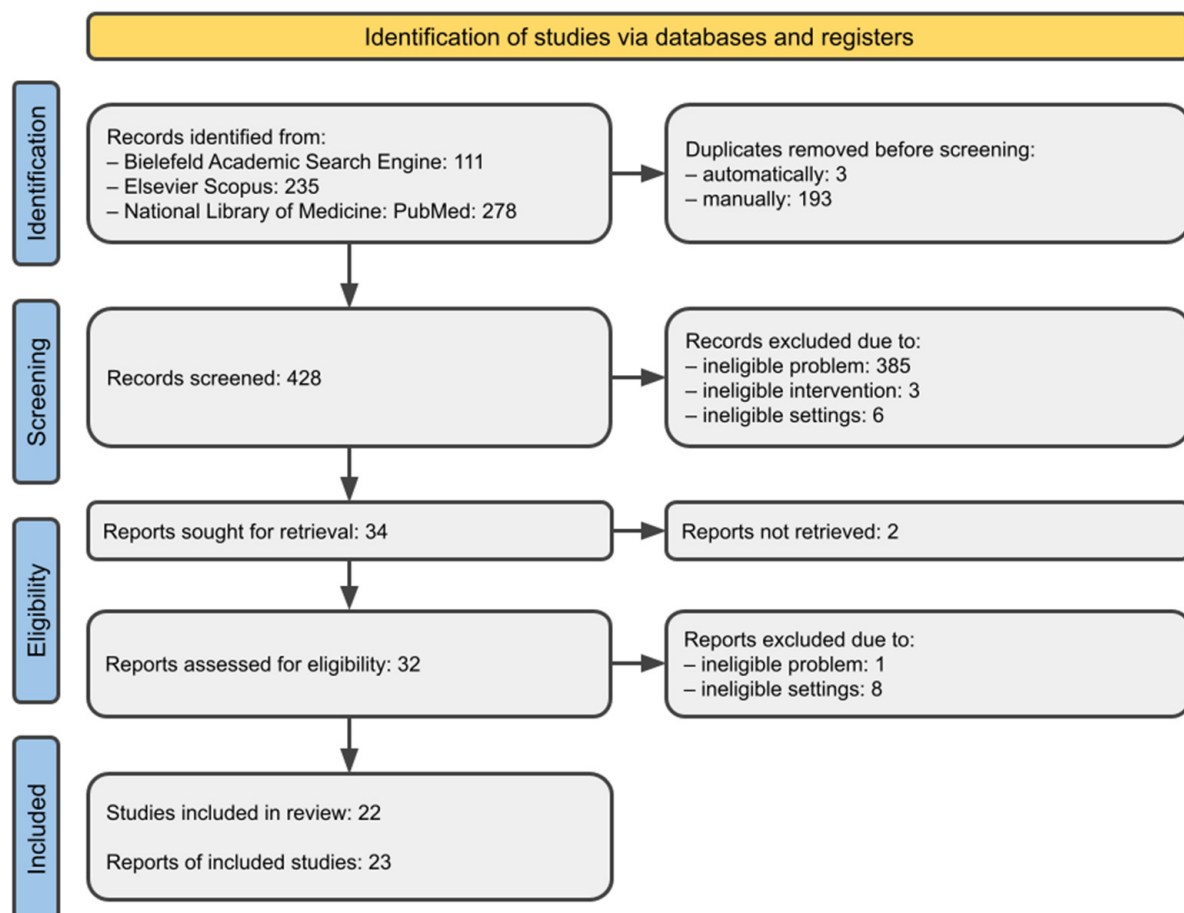 Identification of studies via databases and registers
Identification
Records identified from:
– Bielefeld Academic Search Engine: 111
– Elsevier Scopus: 235
– National Library of Medicine: PubMed: 278
Duplicates removed before screening:
– automatically: 3
– manually: 193
Screening
Records screened: 428
Records excluded due to:
– ineligible problem: 385
– ineligible intervention: 3
– ineligible settings: 6
Eligibility
Reports sought for retrieval: 34
Reports not retrieved: 2
Reports assessed for eligibility: 32
Reports excluded due to:
– ineligible problem: 1
– ineligible settings: 8
Included
Studies included in review: 22
Reports of included studies: 23